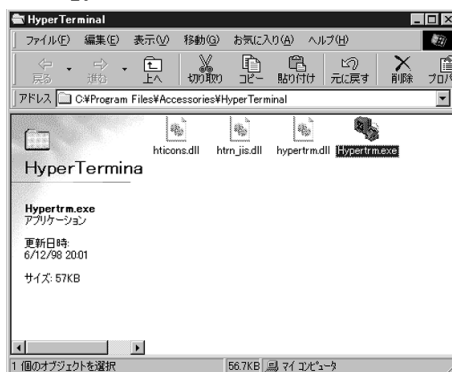 HyperTerminal
ファイル(F) 編集(E) 表示(V) 移動(G) お気に入り(A) ヘルプ(H)
戻る 進む 上へ 切り取り コピー 貼り付け 元に戻す 削除 プロパ
アドレス C:¥Program Files¥Accessories¥HyperTerminal
hticons.dll htrn_jis.dll hypertrm.dll Hypertrm.exe
HyperTermina
Hypertrm.exe
アプリケーション
更新日時:
6/12/98 20:01
サイズ: 57KB
1 個のオブジェクトを選択 56.7KB マイ コンピュータ